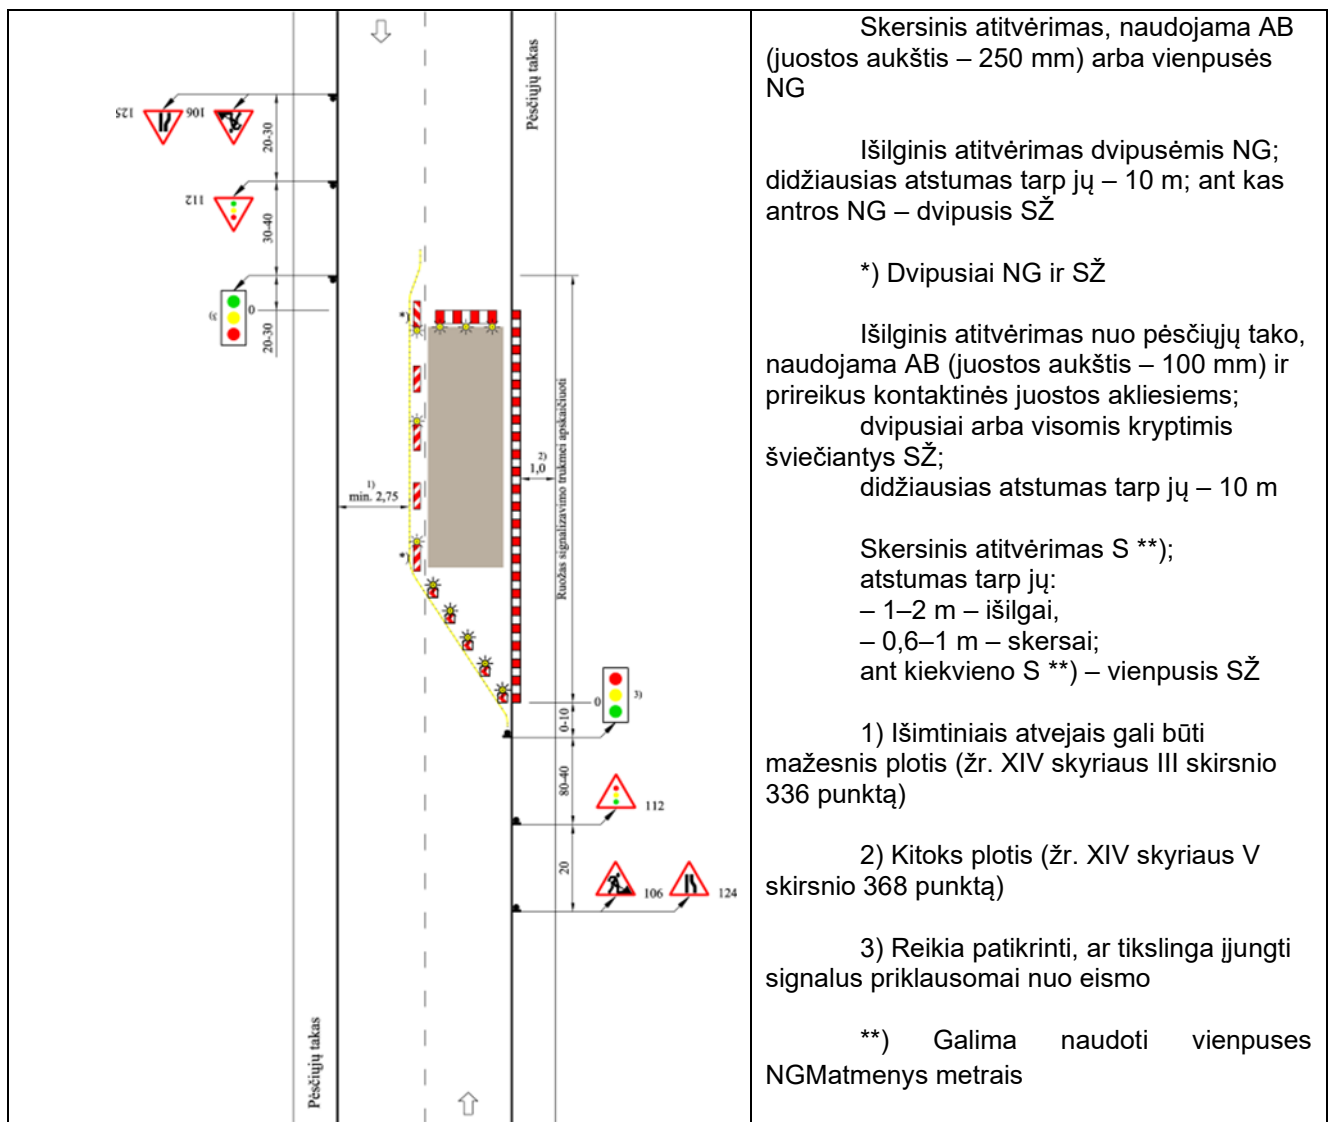 Pėsčiųjų takas
125
106
20-30
112
30-40
3)
0
20-30
*)
Ruožas signalizavimo trukmei apskaičiuoti
2)
1,0
1)
min. 2,75
*)
0
3)
0-10
80-40
112
20
106
124
Pėsčiųjų takas
Skersinis atitvėrimas, naudojama AB
(juostos aukštis – 250 mm) arba vienpusės
NG
Išilginis atitvėrimas dvipusėmis NG;
didžiausias atstumas tarp jų – 10 m; ant kas
antros NG – dvipusis SŽ
*) Dvipusiai NG ir SŽ
Išilginis atitvėrimas nuo pėsčiųjų tako,
naudojama AB (juostos aukštis – 100 mm) ir
prireikus kontaktinės juostos akliesiems;
dvipusiai arba visomis kryptimis
šviečiantys SŽ;
didžiausias atstumas tarp jų – 10 m
Skersinis atitvėrimas S **);
atstumas tarp jų:
– 1–2 m – išilgai,
– 0,6–1 m – skersai;
ant kiekvieno S **) – vienpusis SŽ
1) Išimtiniais atvejais gali būti
mažesnis plotis (žr. XIV skyriaus III skirsnio
336 punktą)
2) Kitoks plotis (žr. XIV skyriaus V
skirsnio 368 punktą)
3) Reikia patikrinti, ar tikslinga įjungti
signalus priklausomai nuo eismo
**) Galima naudoti vienpuses
NGMatmenys metrais